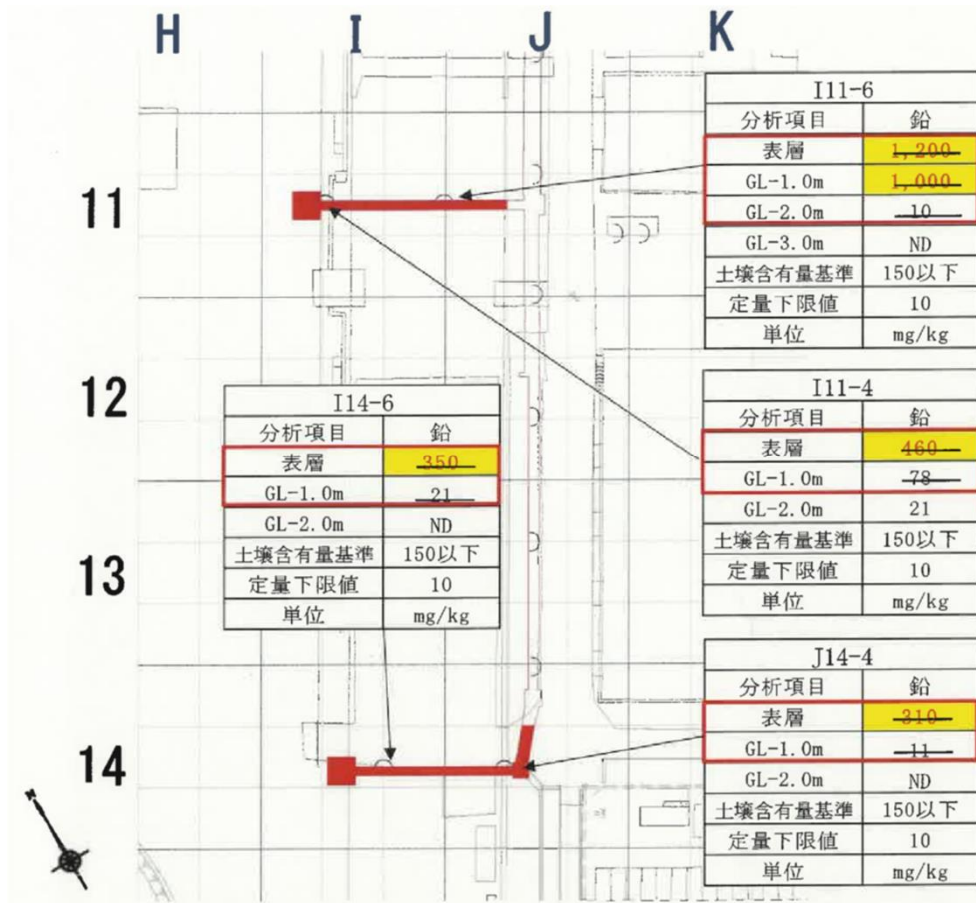 H I J K
11
12
13
14
I11-6
分析項目 鉛
表層 1,200
GL-1.0m 1,000
GL-2.0m 10
GL-3.0m ND
土壌含有量基準 150以下
定量下限値 10
単位 mg/kg
I11-4
分析項目 鉛
表層 460
GL-1.0m 78
GL-2.0m 21
土壌含有量基準 150以下
定量下限値 10
単位 mg/kg
I14-6
分析項目 鉛
表層 350
GL-1.0m 21
GL-2.0m ND
土壌含有量基準 150以下
定量下限値 10
単位 mg/kg
J14-4
分析項目 鉛
表層 310
GL-1.0m 11
GL-2.0m ND
土壌含有量基準 150以下
定量下限値 10
単位 mg/kg